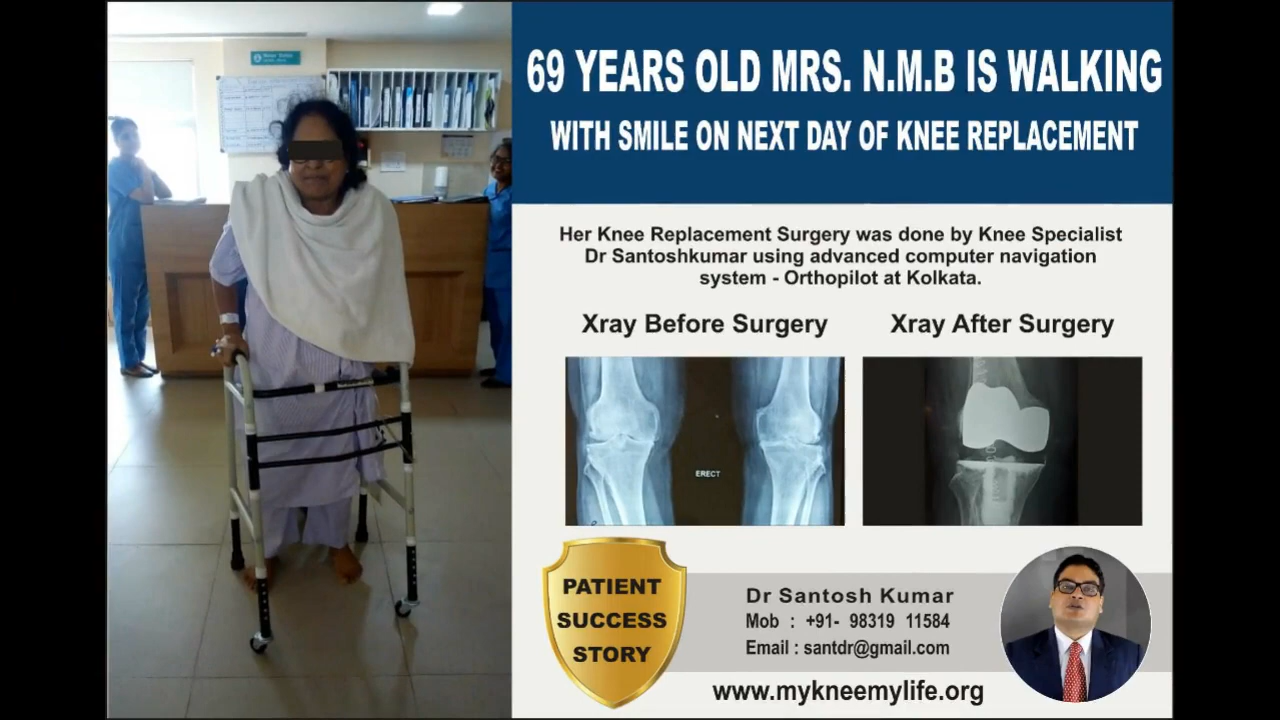 69 YEARS OLD MRS. N.M.B IS WALKING
WITH SMILE ON NEXT DAY OF KNEE REPLACEMENT
Her Knee Replacement Surgery was done by Knee Specialist
Dr Santoshkumar using advanced computer navigation
system - Orthopilot at Kolkata.
Xray Before Surgery
Xray After Surgery
ERECT
PATIENT
SUCCESS
STORY
Dr Santosh Kumar
Mob : +91- 98319 11584
Email : santdr@gmail.com
www.mykneemylife.org